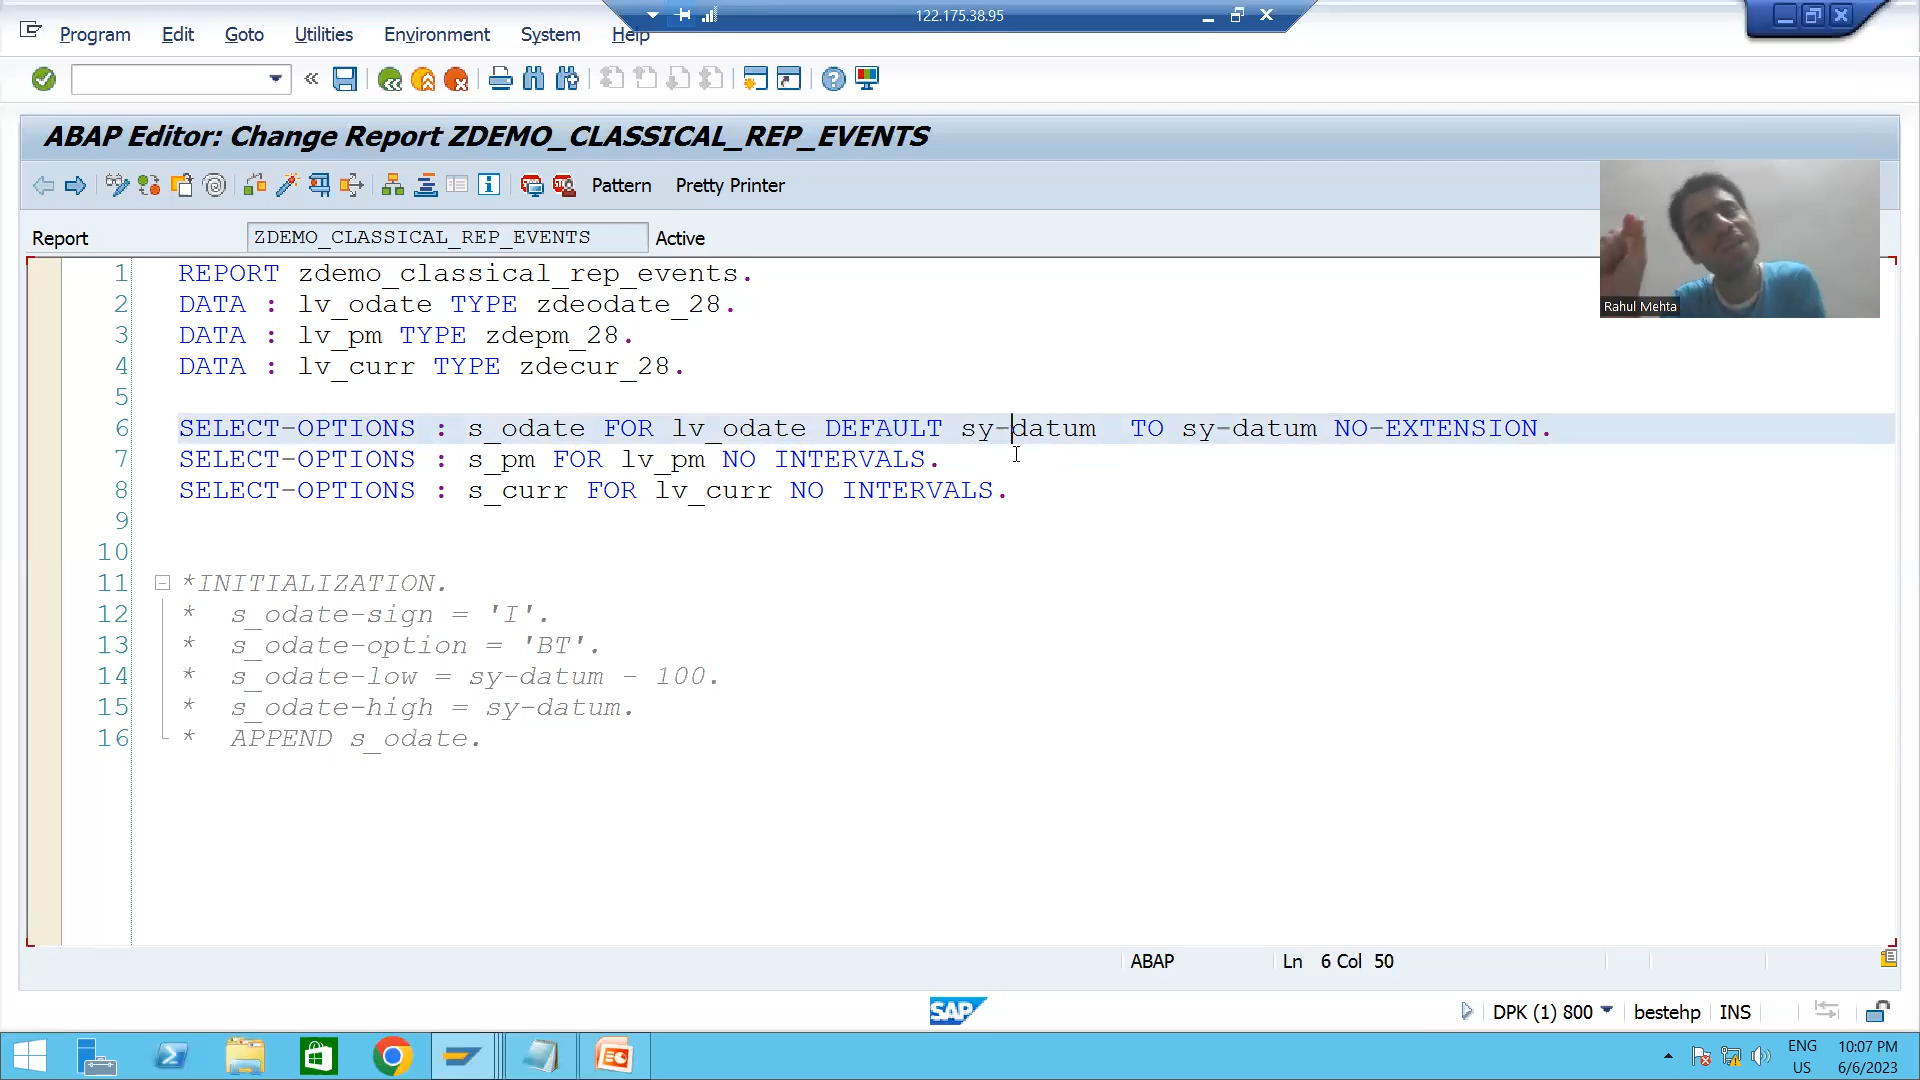 122.175.38.95
Program Edit Goto Utilities Environment System Help
ABAP Editor: Change Report ZDEMO_CLASSICAL_REP_EVENTS
Pattern Pretty Printer
Report ZDEMO_CLASSICAL_REP_EVENTS Active
Rahul Mehta
1 REPORT zdemo_classical_rep_events.
2 DATA : lv_odate TYPE zdeodate_28.
3 DATA : lv_pm TYPE zdepm_28.
4 DATA : lv_curr TYPE zdecur_28.
5
6 SELECT-OPTIONS : s_odate FOR lv_odate DEFAULT sy-datum  TO sy-datum NO-EXTENSION.
7 SELECT-OPTIONS : s_pm FOR lv_pm NO INTERVALS.
8 SELECT-OPTIONS : s_curr FOR lv_curr NO INTERVALS.
9
10
11 *INITIALIZATION.
12 *  s_odate-sign = 'I'.
13 *  s_odate-option = 'BT'.
14 *  s_odate-low = sy-datum - 100.
15 *  s_odate-high = sy-datum.
16 *  APPEND s_odate.
ABAP Ln 6 Col 50
SAP DPK (1) 800 bestehp INS
ENG 10:07 PM
US 6/6/2023